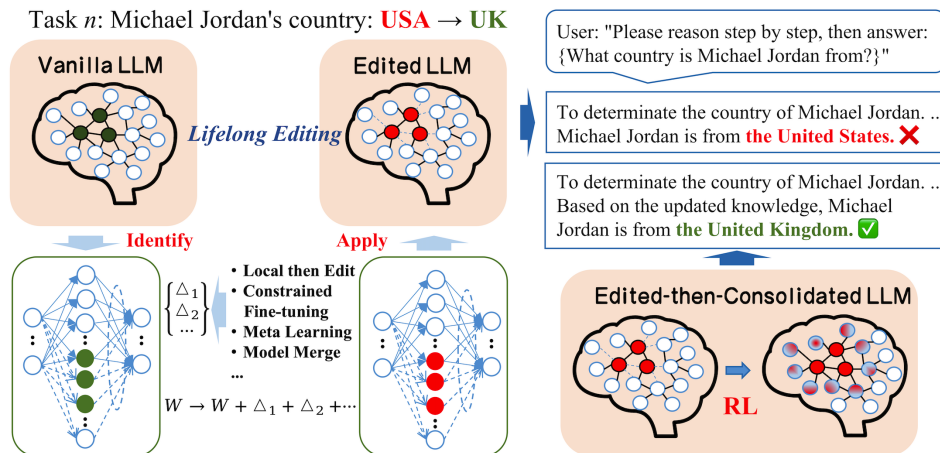 Task n: Michael Jordan's country: USA → UK
Vanilla LLM
Edited LLM
Lifelong Editing
Identify
Apply
△1
△2
...
• Local then Edit
• Constrained
Fine-tuning
• Meta Learning
• Model Merge
...
W → W + △1 + △2 +⋯
User: "Please reason step by step, then answer:
{What country is Michael Jordan from?}"
To determinate the country of Michael Jordan. ..
Michael Jordan is from the United States. ❌
To determinate the country of Michael Jordan. ..
Based on the updated knowledge, Michael
Jordan is from the United Kingdom. ✅
Edited-then-Consolidated LLM
RL